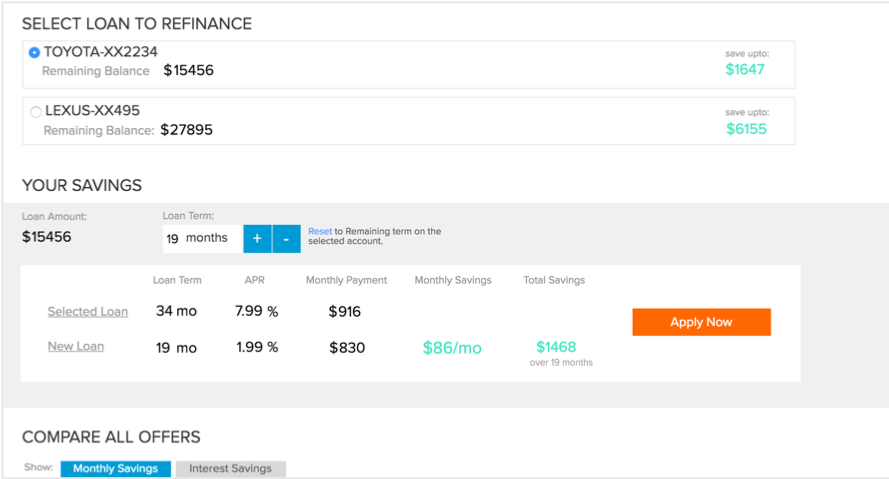 SELECT LOAN TO REFINANCE
TOYOTA-XX2234
save upto:
Remaining Balance $15456
$1647
LEXUS-XX495
save upto:
Remaining Balance: $27895
$6155
YOUR SAVINGS
Loan Amount:
Loan Term:
$15456
19 months + -
Reset to Remaining term on the
selected account.
Loan Term APR Monthly Payment Monthly Savings Total Savings
Selected Loan 34 mo 7.99 % $916
Apply Now
New Loan 19 mo 1.99 % $830 $86/mo $1468
over 19 months
COMPARE ALL OFFERS
Show: Monthly Savings Interest Savings